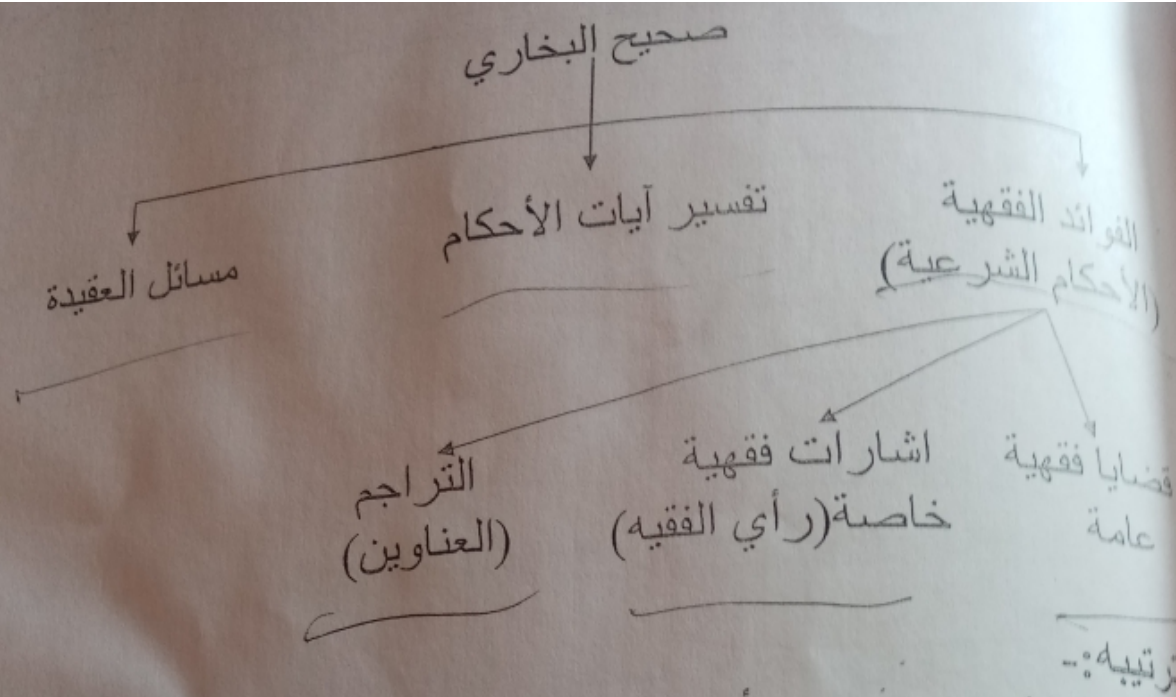 صحيح البخاري
الفوائد الفقهية
(الأحكام الشرعية)
تفسير آيات الأحكام
مسائل العقيدة
قضايا فقهية
عامة
اشارات فقهية
خاصة(رأي الفقيه)
التراجم
(العناوين)
ترتيبه:-